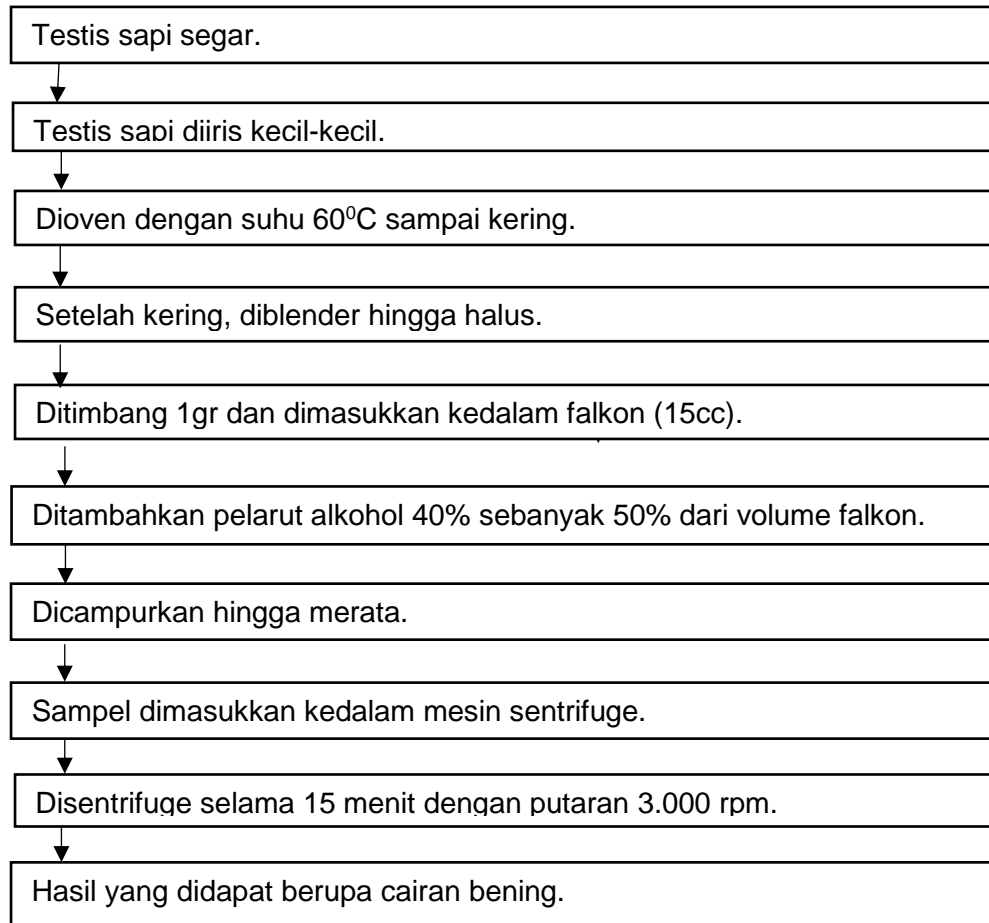 Testis sapi segar.
Testis sapi diiris kecil-kecil.
Dioven dengan suhu 60⁰C sampai kering.
Setelah kering, diblender hingga halus.
Ditimbang 1gr dan dimasukkan kedalam falkon (15cc).
Ditambahkan pelarut alkohol 40% sebanyak 50% dari volume falkon.
Dicampurkan hingga merata.
Sampel dimasukkan kedalam mesin sentrifuge.
Disentrifuge selama 15 menit dengan putaran 3.000 rpm.
Hasil yang didapat berupa cairan bening.